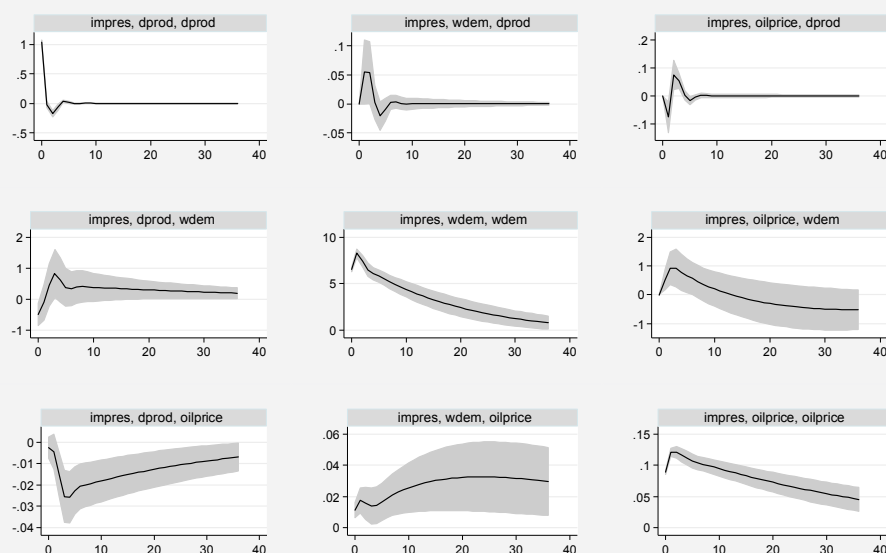 impres, dprod, dprod
1
.5
0
-.5
0 10 20 30 40
impres, wdem, dprod
.1
.05
0
-.05
0 10 20 30 40
impres, oilprice, dprod
.2
.1
0
-.1
0 10 20 30 40
impres, dprod, wdem
2
1
0
-1
0 10 20 30 40
impres, wdem, wdem
10
5
0
0 10 20 30 40
impres, oilprice, wdem
2
1
0
-1
0 10 20 30 40
impres, dprod, oilprice
0
-.01
-.02
-.03
-.04
0 10 20 30 40
impres, wdem, oilprice
.06
.04
.02
0
0 10 20 30 40
impres, oilprice, oilprice
.15
.1
.05
0
0 10 20 30 40